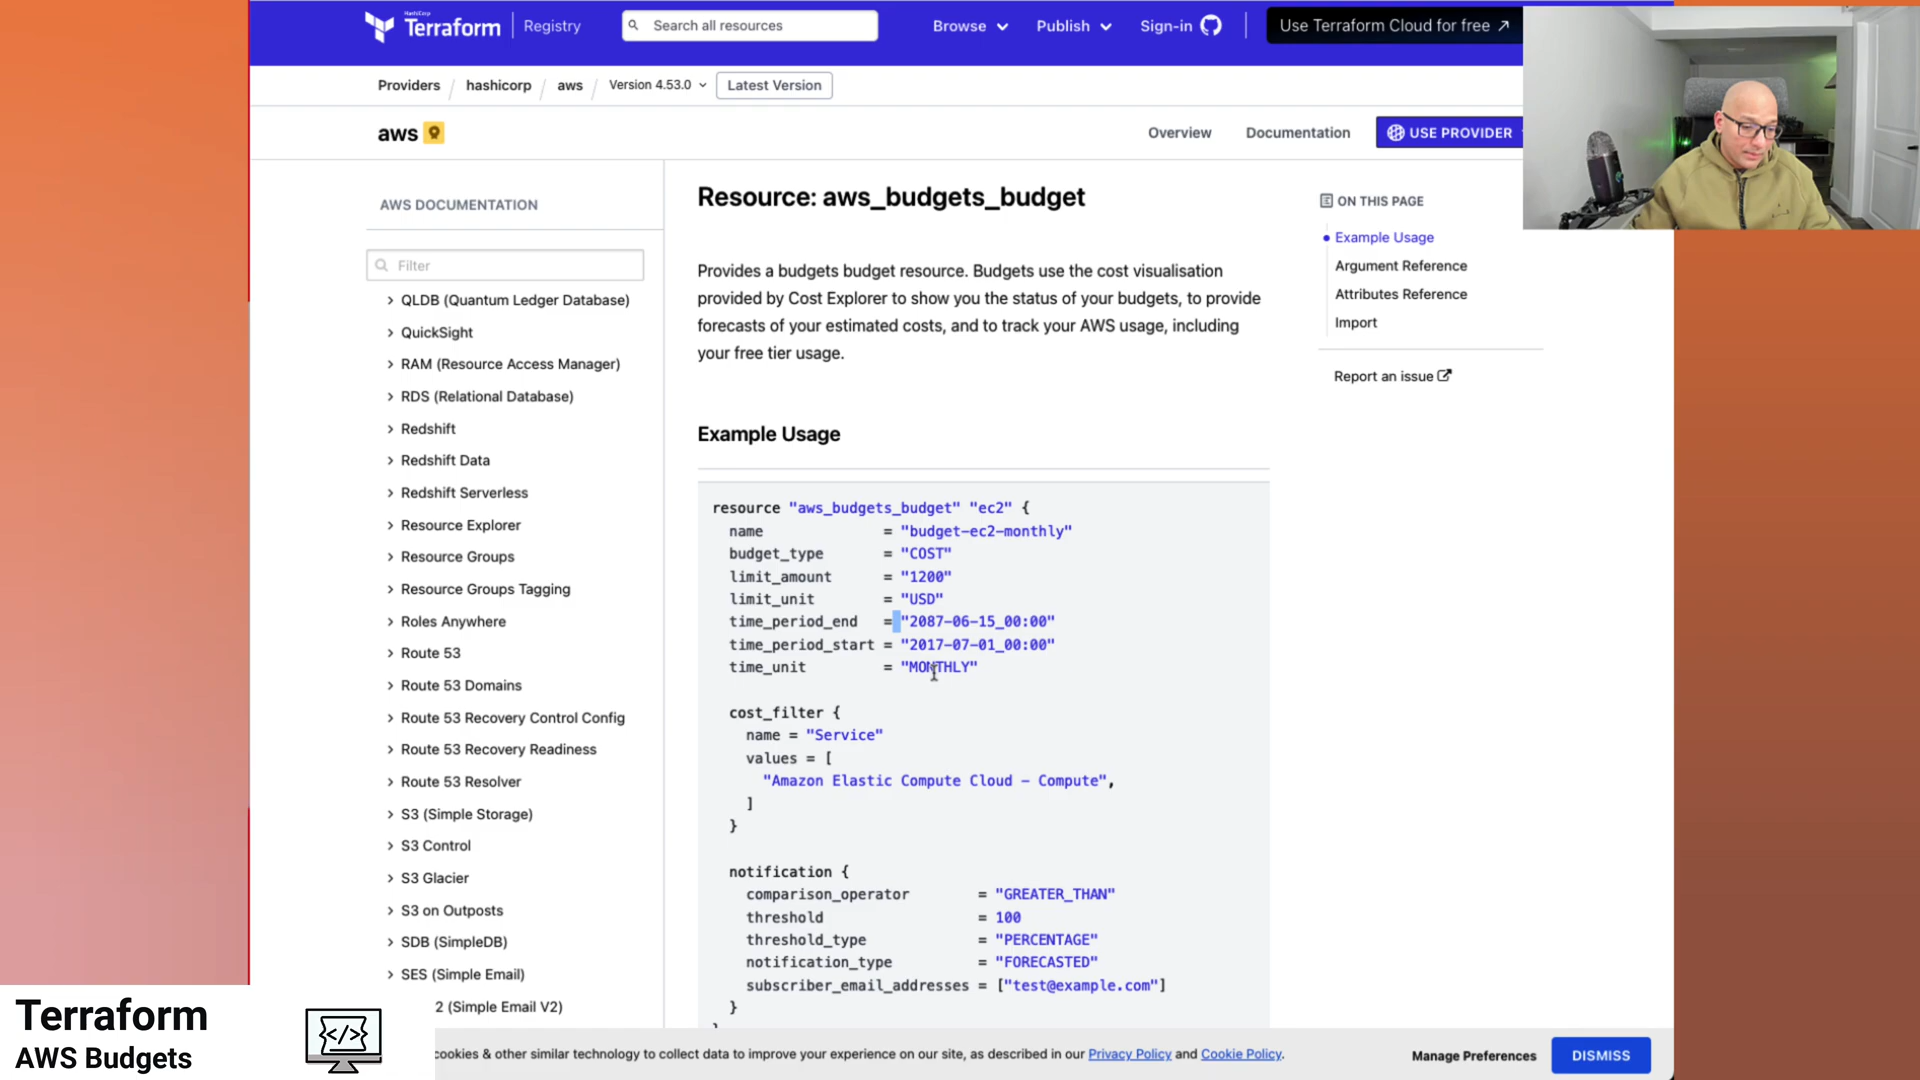 HashiCorp
Terraform
Registry
Search all resources
Browse
Publish
Sign-in
Use Terraform Cloud for free
Providers / hashicorp / aws / Version 4.53.0
Latest Version
aws
Overview
Documentation
USE PROVIDER
AWS DOCUMENTATION
Filter
QLDB (Quantum Ledger Database)
QuickSight
RAM (Resource Access Manager)
RDS (Relational Database)
Redshift
Redshift Data
Redshift Serverless
Resource Explorer
Resource Groups
Resource Groups Tagging
Roles Anywhere
Route 53
Route 53 Domains
Route 53 Recovery Control Config
Route 53 Recovery Readiness
Route 53 Resolver
S3 (Simple Storage)
S3 Control
S3 Glacier
S3 on Outposts
SDB (SimpleDB)
SES (Simple Email)
2 (Simple Email V2)
Resource: aws_budgets_budget
Provides a budgets budget resource. Budgets use the cost visualisation
provided by Cost Explorer to show you the status of your budgets, to provide
forecasts of your estimated costs, and to track your AWS usage, including
your free tier usage.
Example Usage
resource "aws_budgets_budget" "ec2" {
name = "budget-ec2-monthly"
budget_type = "COST"
limit_amount = "1200"
limit_unit = "USD"
time_period_end = "2087-06-15_00:00"
time_period_start = "2017-07-01_00:00"
time_unit = "MONTHLY"
cost_filter {
name = "Service"
values = [
"Amazon Elastic Compute Cloud - Compute",
]
}
notification {
comparison_operator = "GREATER_THAN"
threshold = 100
threshold_type = "PERCENTAGE"
notification_type = "FORECASTED"
subscriber_email_addresses = ["test@example.com"]
}
ON THIS PAGE
Example Usage
Argument Reference
Attributes Reference
Import
Report an issue
cookies & other similar technology to collect data to improve your experience on our site, as described in our Privacy Policy and Cookie Policy.
Manage Preferences
DISMISS
Terraform
AWS Budgets